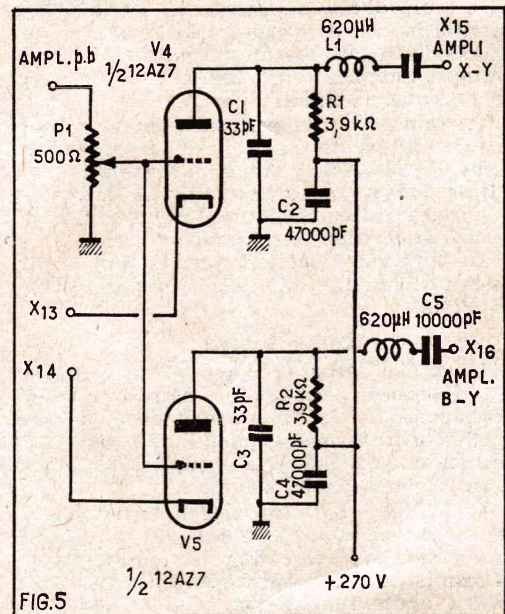 V4
½ 12AZ7
AMPL. p.b
P1
500Ω
C1
33pF
620µH
L1
X15
AMPLI
X-Y
R1
3,9 kΩ
C2
47000pF
X13
X14
620µH
C5
10000pF
X16
AMPL.
B-Y
33pF
C3
R2
3,9kΩ
C4
47000pF
V5
½ 12AZ7
+270 V
FIG.5